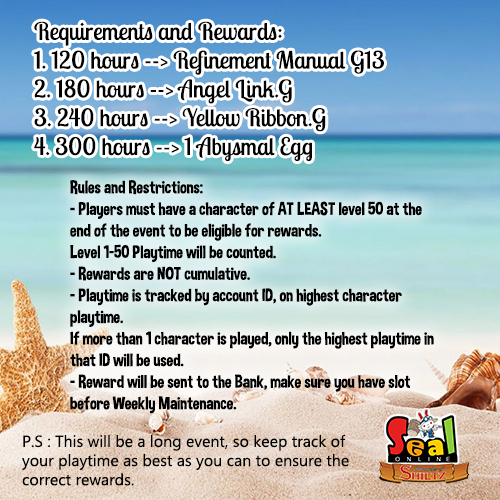 Requirements and Rewards:
1. 120 hours --> Refinement Manual G13
2. 180 hours --> Angel Link.G
3. 240 hours --> Yellow Ribbon.G
4. 300 hours --> 1 Abysmal Egg
Rules and Restrictions:
- Players must have a character of AT LEAST level 50 at the
end of the event to be eligible for rewards.
Level 1-50 Playtime will be counted.
- Rewards are NOT cumulative.
- Playtime is tracked by account ID, on highest character
playtime.
If more than 1 character is played, only the highest playtime in
that ID will be used.
- Reward will be sent to the Bank, make sure you have slot
before Weekly Maintenance.
P.S : This will be a long event, so keep track of
your playtime as best as you can to ensure the
correct rewards.
Seal
ONLINE
SHILTZ